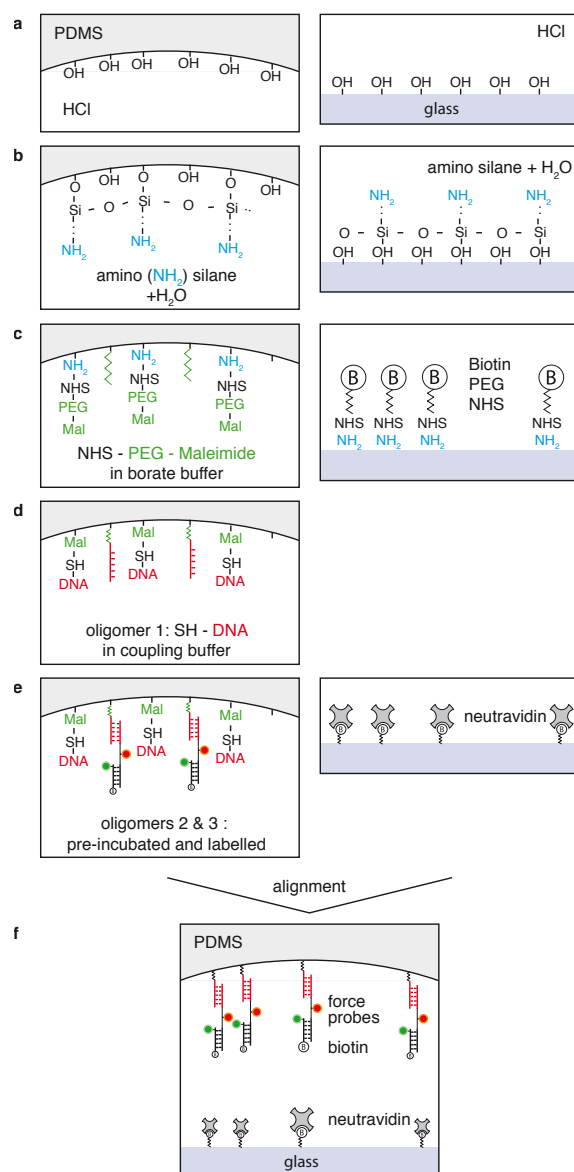 a
PDMS
OH OH OH OH OH OH
HCl
HCl
OH OH OH OH OH OH
glass
b
O OH O OH O OH
Si - O - Si - O - Si
NH2 NH2 NH2
amino (NH2) silane
+H2O
amino silane + H2O
NH2 NH2 NH2
O Si O Si O Si
OH OH OH OH OH OH
c
NH2 NH2 NH2
NHS NHS NHS
PEG PEG PEG
Mal Mal Mal
NHS - PEG - Maleimide
in borate buffer
B B B B
Biotin
PEG
NHS
NHS NHS NHS NHS
NH2 NH2 NH2 NH2
d
Mal Mal Mal
SH SH SH
DNA DNA DNA
oligomer 1: SH - DNA
in coupling buffer
e
Mal Mal Mal
SH SH SH
DNA DNA DNA
B B
oligomers 2 & 3 :
pre-incubated and labelled
neutravidin
B B B B
alignment
f
PDMS
force
probes
B B B B
biotin
neutravidin
B B B B
glass